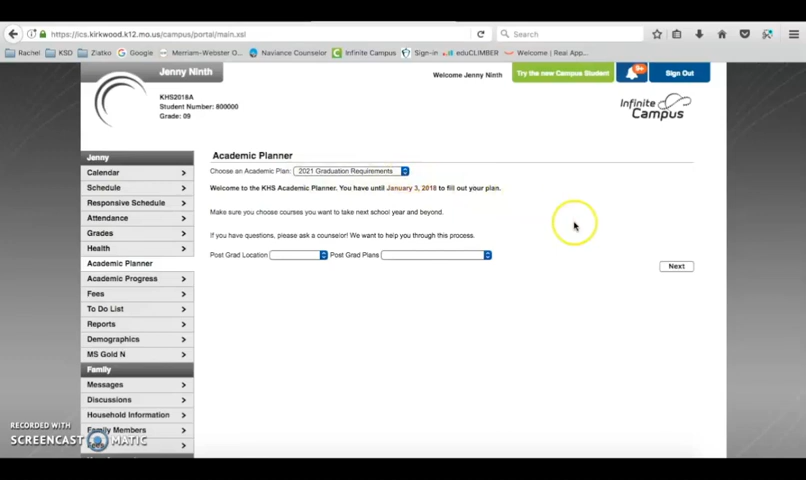 https://ics.kirkwood.k12.mo.us/campus/portal/main.xsl
Search
Rachel
KSD
Ziatko
Google
Merriam-Webster O...
Naviance Counselor
Infinite Campus
Sign-in
eduCLIMBER
Welcome | Real App...
Jenny Ninth
KHS2018A
Student Number: 800000
Grade: 09
Welcome Jenny Ninth
Try the new Campus Student
9+
Sign Out
Infinite Campus
Jenny
Calendar
Schedule
Responsive Schedule
Attendance
Grades
Health
Academic Planner
Academic Progress
Fees
To Do List
Reports
Demographics
MS Gold N
Family
Messages
Discussions
Household Information
Family Members
Fees
Academic Planner
Choose an Academic Plan: 2021 Graduation Requirements
Welcome to the KHS Academic Planner. You have until January 3, 2018 to fill out your plan.
Make sure you choose courses you want to take next school year and beyond.
If you have questions, please ask a counselor! We want to help you through this process.
Post Grad Location Post Grad Plans
Next
RECORDED WITH
SCREENCAST MATIC